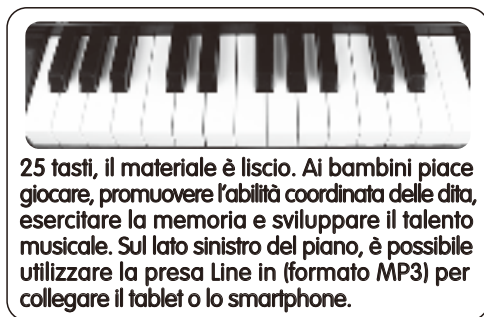 25 tasti, il materiale è liscio. Ai bambini piace
giocare, promuovere l'abilità coordinata delle dita,
esercitare la memoria e sviluppare il talento
musicale. Sul lato sinistro del piano, è possibile
utilizzare la presa Line in (formato MP3) per
collegare il tablet o lo smartphone.